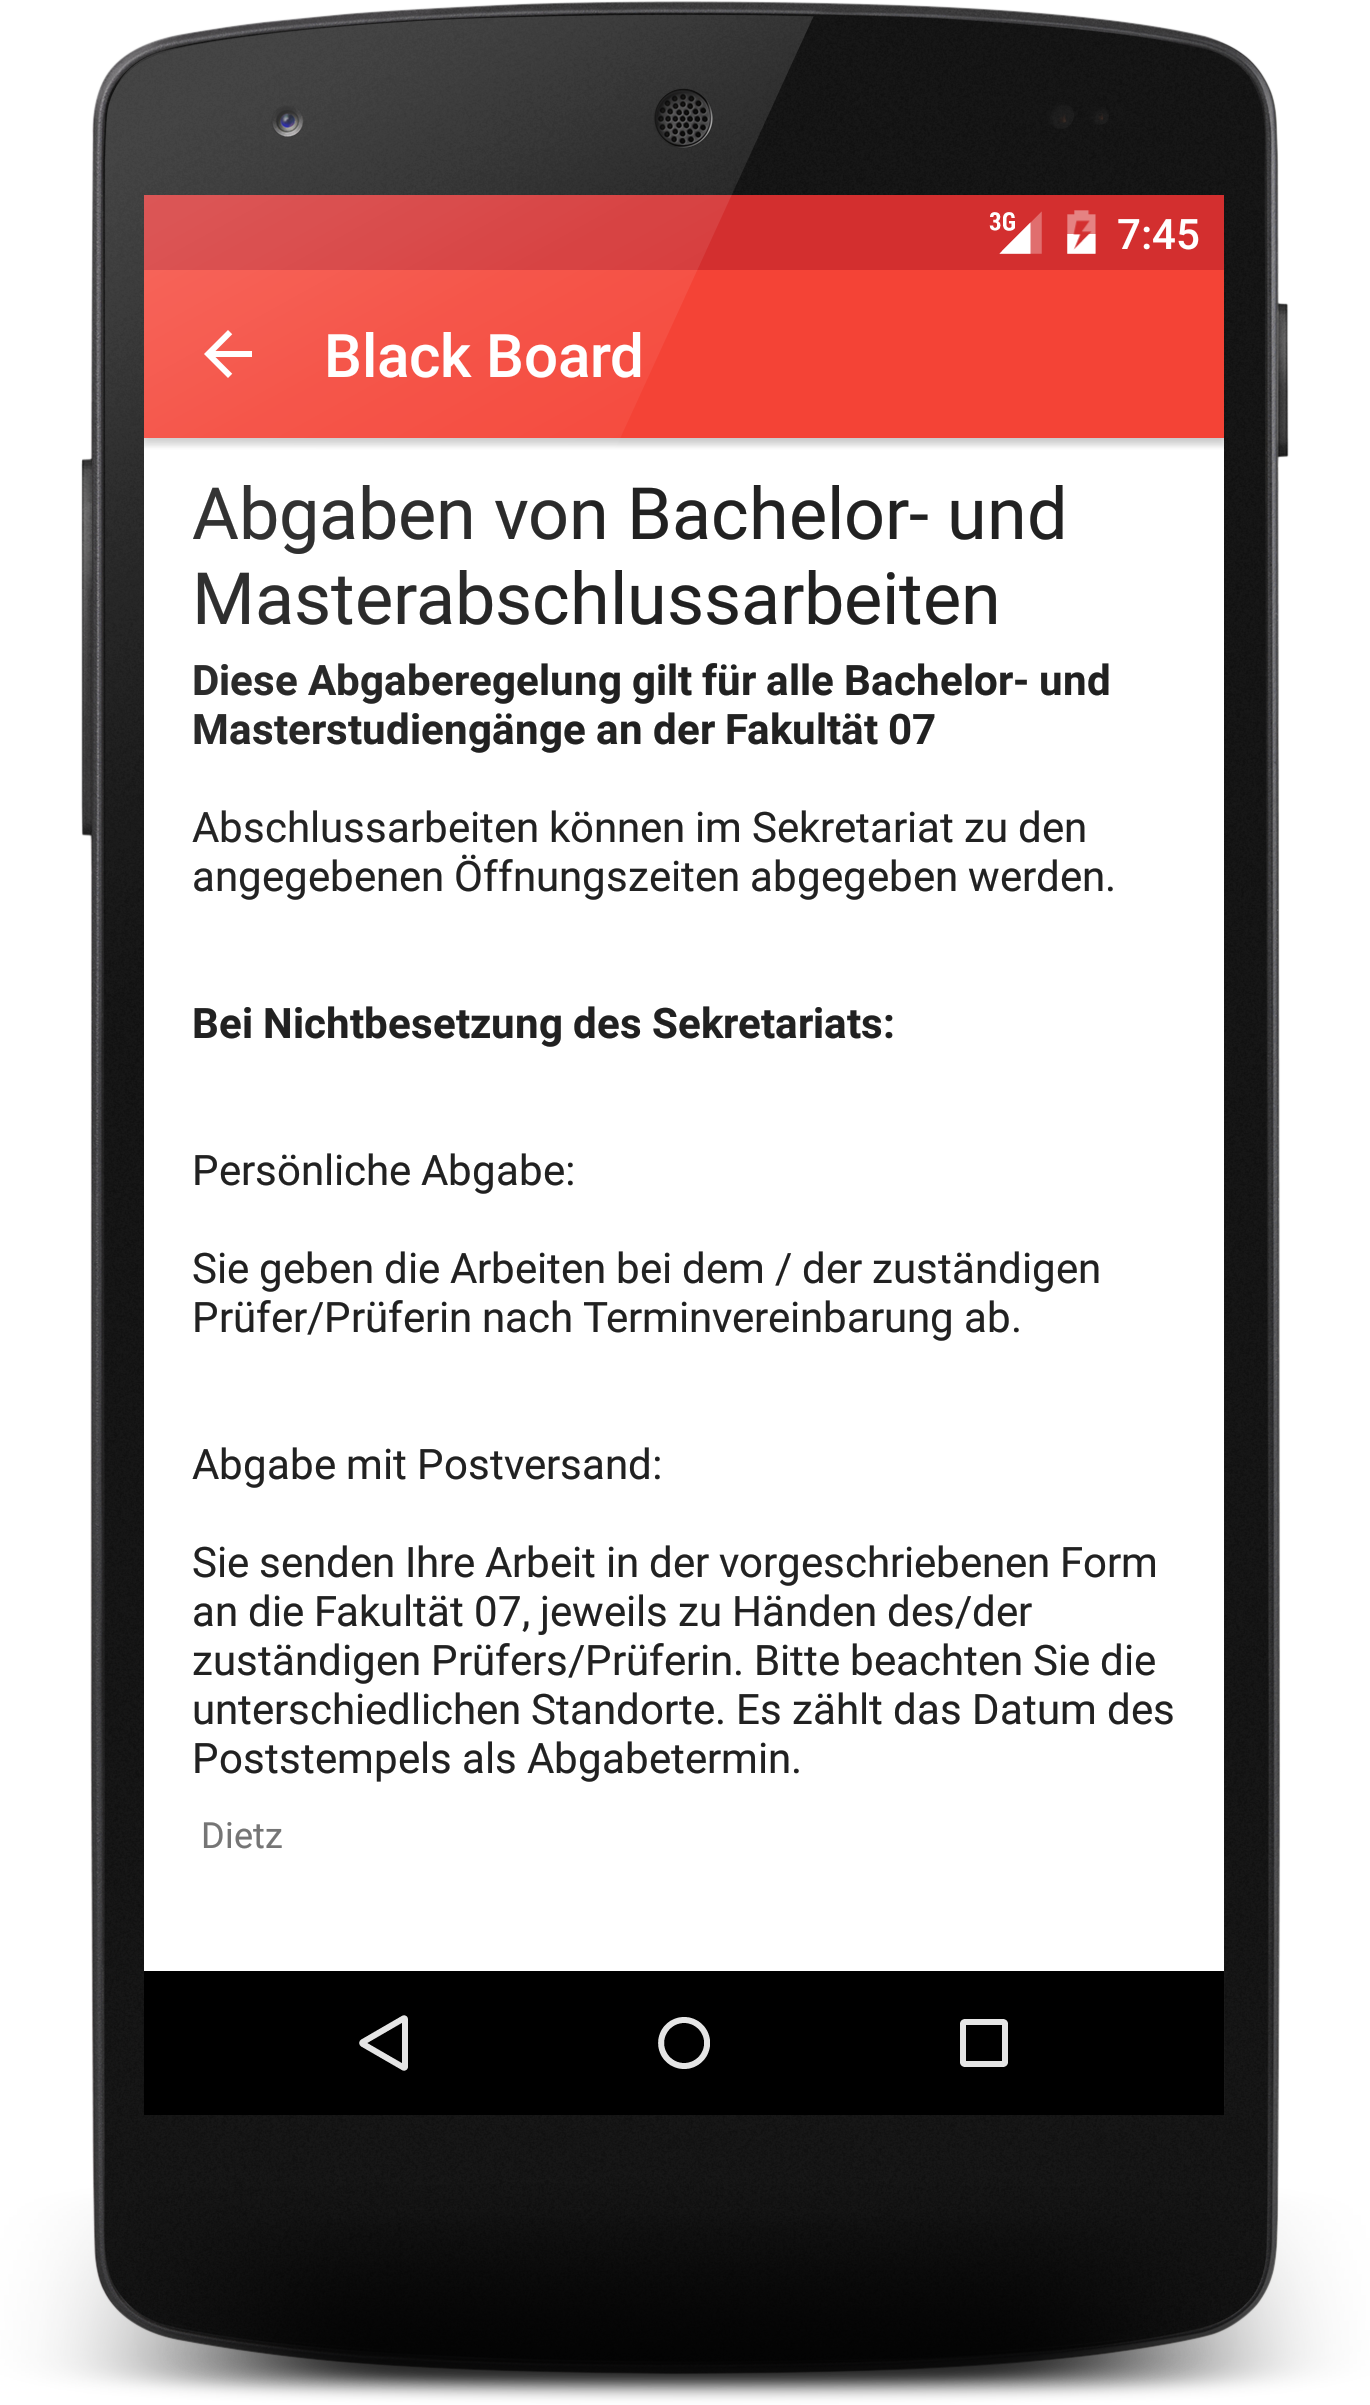 3G 7:45
Black Board
Abgaben von Bachelor- und
Masterabschlussarbeiten
Diese Abgaberegelung gilt für alle Bachelor- und
Masterstudiengänge an der Fakultät 07
Abschlussarbeiten können im Sekretariat zu den
angegebenen Öffnungszeiten abgegeben werden.
Bei Nichtbesetzung des Sekretariats:
Persönliche Abgabe:
Sie geben die Arbeiten bei dem / der zuständigen
Prüfer/Prüferin nach Terminvereinbarung ab.
Abgabe mit Postversand:
Sie senden Ihre Arbeit in der vorgeschriebenen Form
an die Fakultät 07, jeweils zu Händen des/der
zuständigen Prüfers/Prüferin. Bitte beachten Sie die
unterschiedlichen Standorte. Es zählt das Datum des
Poststempels als Abgabetermin.
Dietz